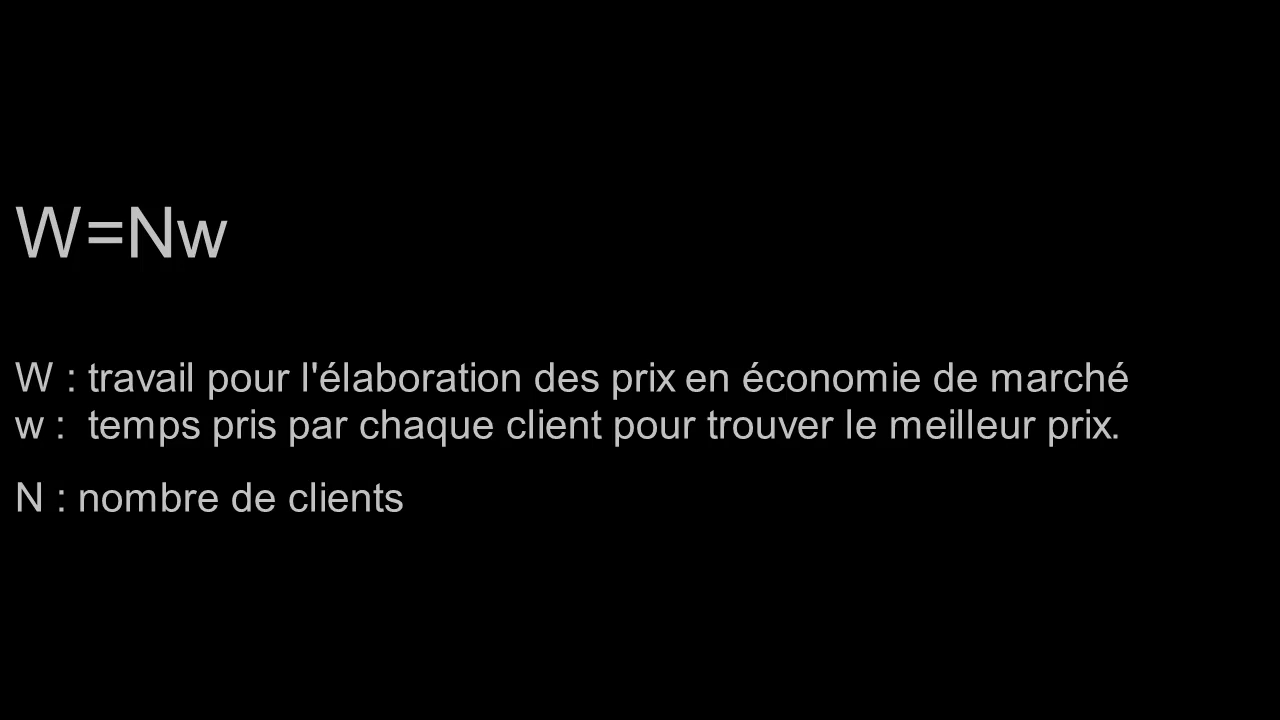 W=Nw
W : travail pour l'élaboration des prix en économie de marché
w :  temps pris par chaque client pour trouver le meilleur prix.
N : nombre de clients